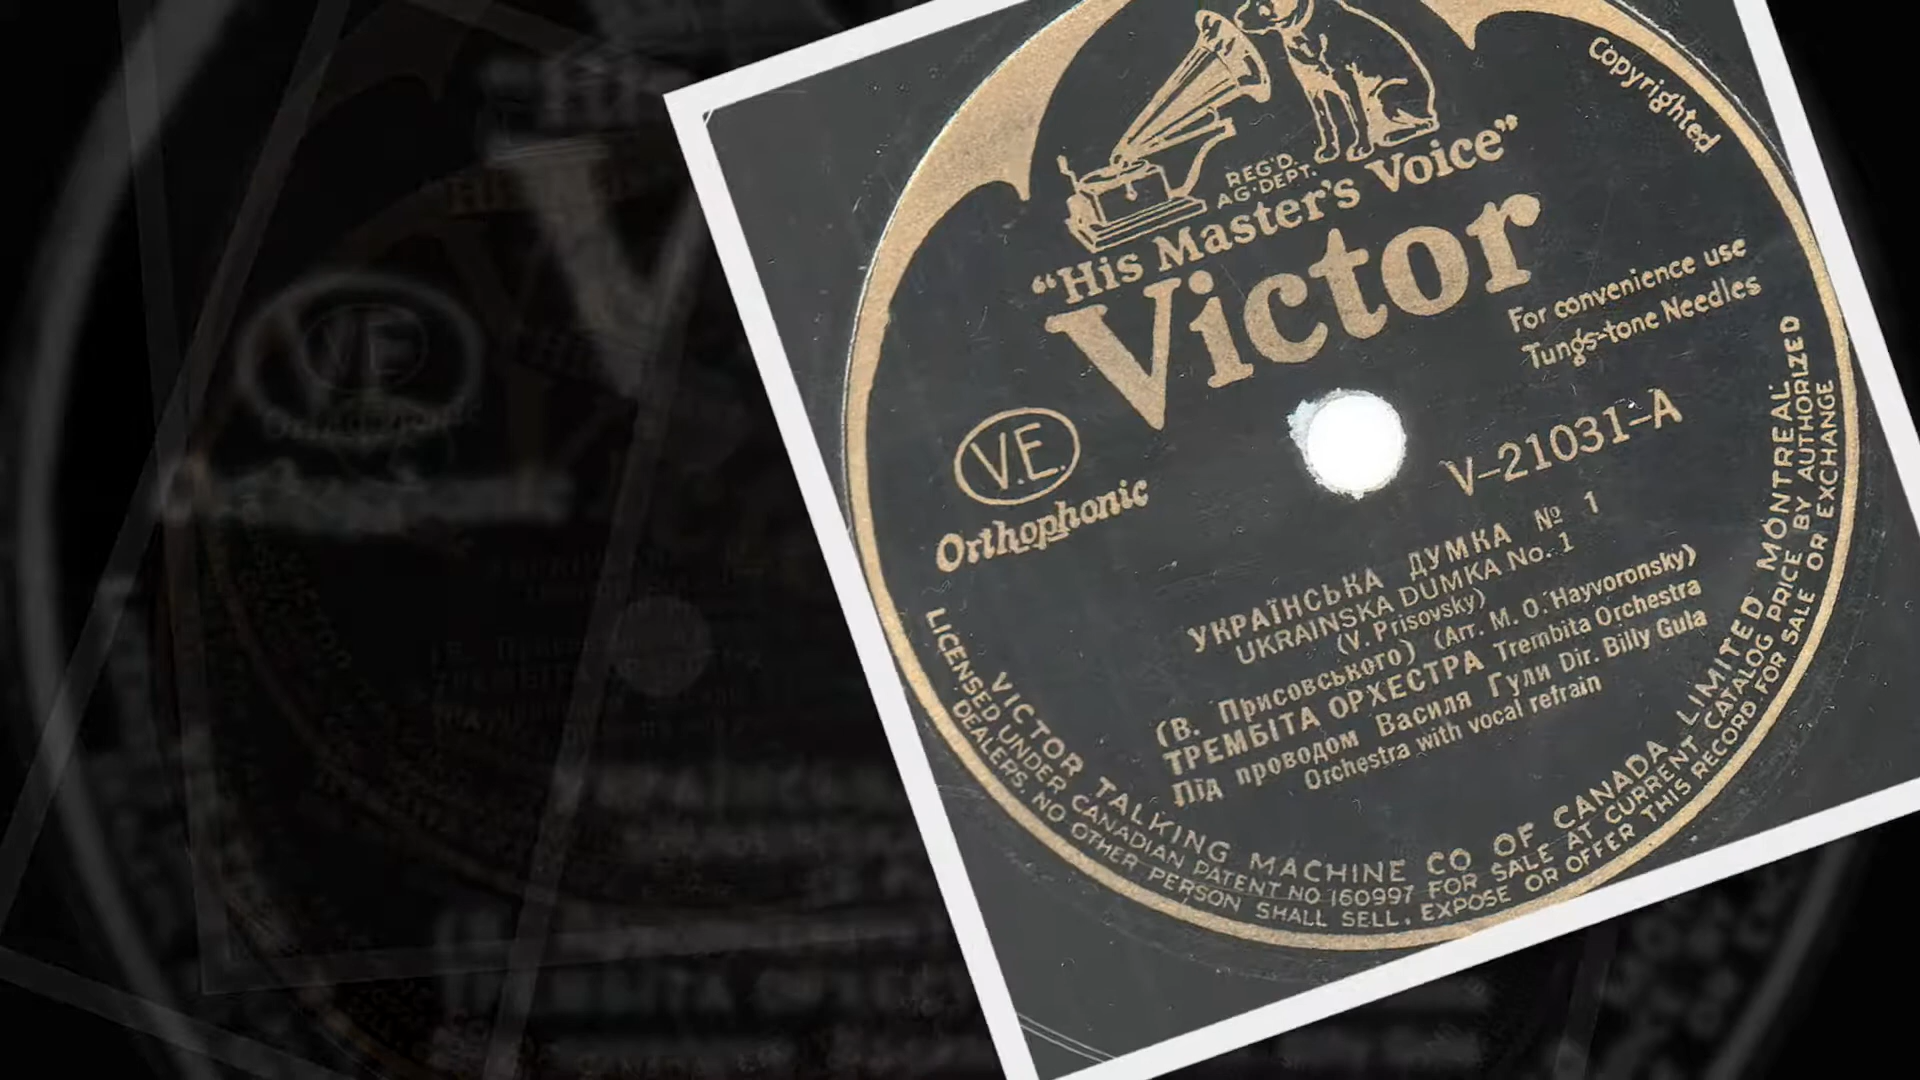 Copyrighted
REG'D.
AG. DEPT.
“His Master's Voice”
Victor
For convenience use
Tungs-tone Needles
V.E.
Orthophonic
V–21031–A
УКРАЇНСЬКА ДУМКА № 1
UKRAINSKA DUMKA No. 1
(V. Prisovsky)
(В. Присовського) (Arr. M. O. Hayvoronsky)
ТРЕМБІТА ОРХЕСТРА Trembita Orchestra
Під проводом Василя Гули Dir. Billy Gula
Orchestra with vocal refrain
VICTOR TALKING MACHINE CO OF CANADA LIMITED MONTREAL
LICENSED UNDER CANADIAN PATENT NO 160997 FOR SALE AT CURRENT CATALOG PRICE BY AUTHORIZED
DEALERS. NO OTHER PERSON SHALL SELL, EXPOSE OR OFFER THIS RECORD FOR SALE OR EXCHANGE